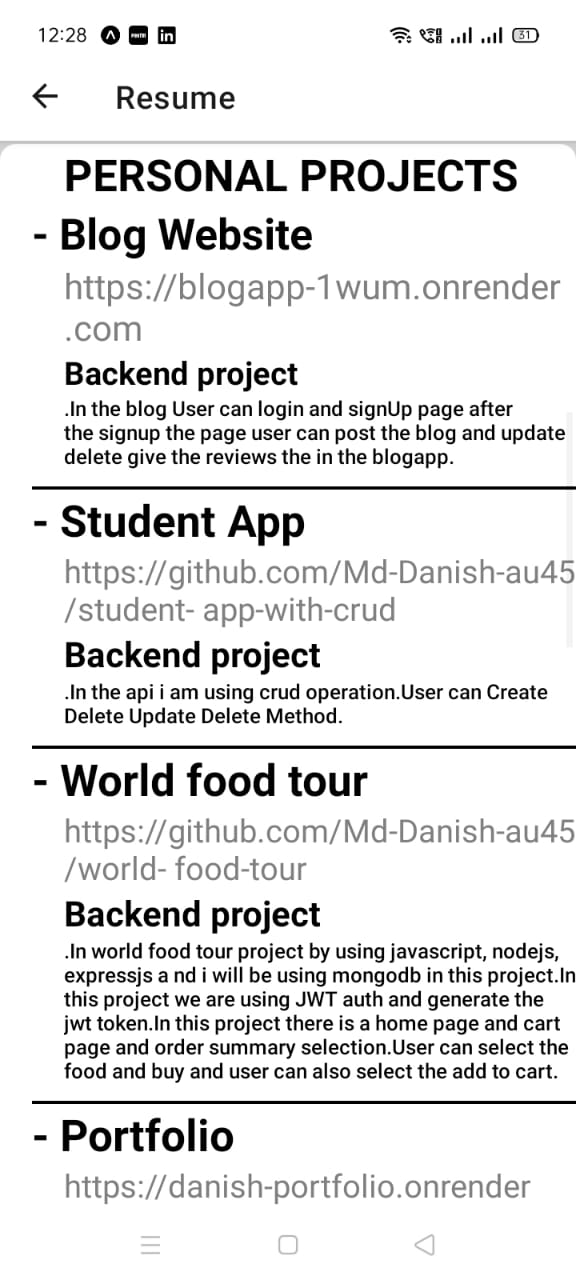 12:28
31
Resume
PERSONAL PROJECTS
- Blog Website
https://blogapp-1wum.onrender
.com
Backend project
.In the blog User can login and signUp page after
the signup the page user can post the blog and update
delete give the reviews the in the blogapp.
- Student App
https://github.com/Md-Danish-au45
/student- app-with-crud
Backend project
.In the api i am using crud operation.User can Create
Delete Update Delete Method.
- World food tour
https://github.com/Md-Danish-au45
/world- food-tour
Backend project
.In world food tour project by using javascript, nodejs,
expressjs a nd i will be using mongodb in this project.In
this project we are using JWT auth and generate the
jwt token.In this project there is a home page and cart
page and order summary selection.User can select the
food and buy and user can also select the add to cart.
- Portfolio
https://danish-portfolio.onrender